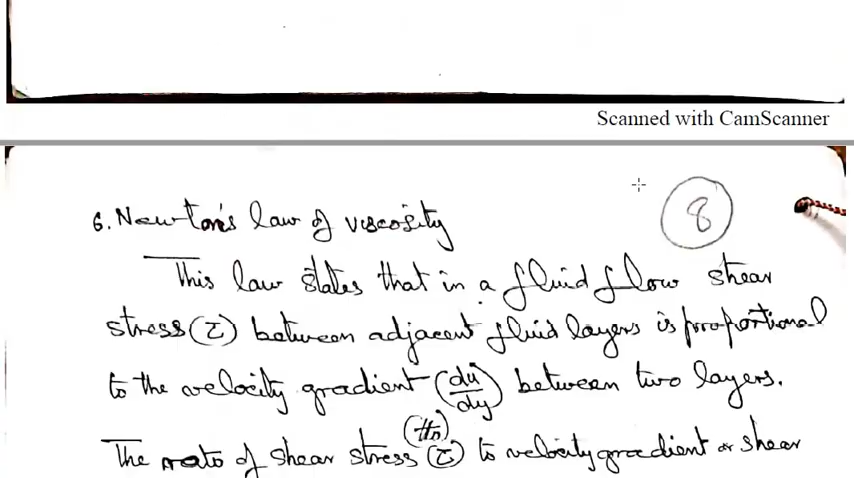 Scanned with CamScanner
8
6. Newton's law of viscosity
This law states that in a fluid flow shear
stress (τ) between adjacent fluid layers is proportional
to the velocity gradient (du/dy) between two layers.
The rato of shear stress (τ) to velocity gradient or shear